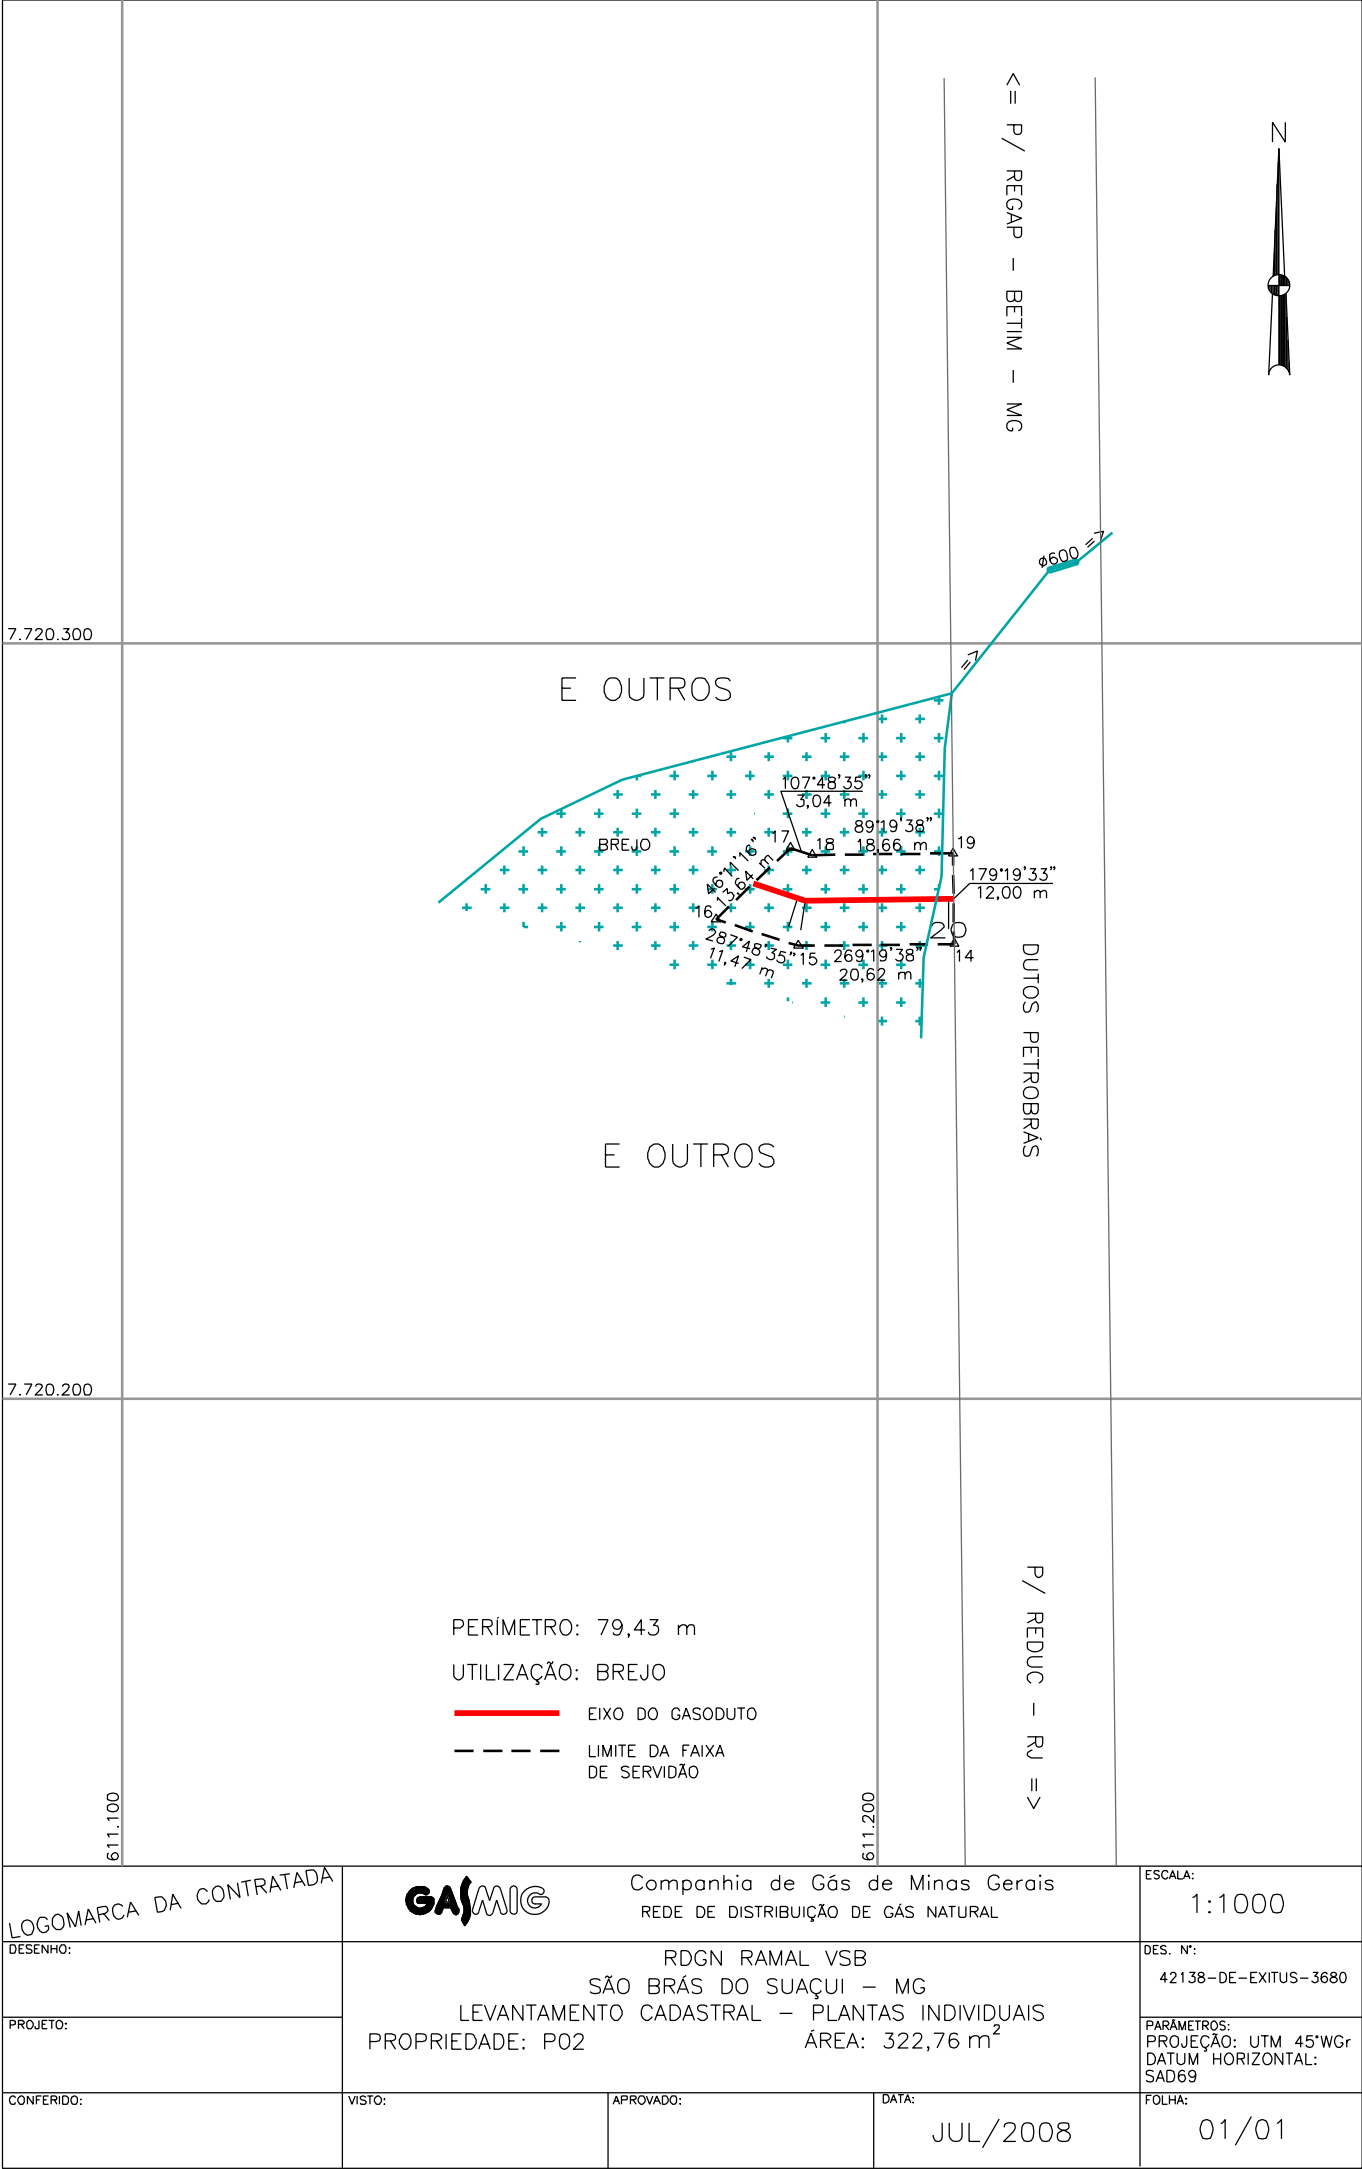 <= P/ REGAP - BETIM - MG
N
ø600 =>
7.720.300
=>
E OUTROS
107°48'35"
3,04 m
89°19'38"
18,66 m
17
18
19
BREJO
46°11'16"
13,64 m
179°19'33"
12,00 m
16
20
287°48'35"
11,47 m
15
269°19'38"
20,62 m
14
DUTOS PETROBRÁS
E OUTROS
7.720.200
P/ REDUC - RJ =>
PERÍMETRO: 79,43 m
UTILIZAÇÃO: BREJO
EIXO DO GASODUTO
LIMITE DA FAIXA
DE SERVIDÃO
611.100
611.200
LOGOMARCA DA CONTRATADA
GASMIG
Companhia de Gás de Minas Gerais
REDE DE DISTRIBUIÇÃO DE GÁS NATURAL
ESCALA:
1:1000
DESENHO:
RDGN RAMAL VSB
SÃO BRÁS DO SUAÇUI - MG
LEVANTAMENTO CADASTRAL - PLANTAS INDIVIDUAIS
PROPRIEDADE: P02 ÁREA: 322,76 m²
DES. N°:
42138-DE-EXITUS-3680
PROJETO:
PARÂMETROS:
PROJEÇÃO: UTM 45°WGr
DATUM HORIZONTAL:
SAD69
CONFERIDO:
VISTO:
APROVADO:
DATA:
JUL/2008
FOLHA:
01/01